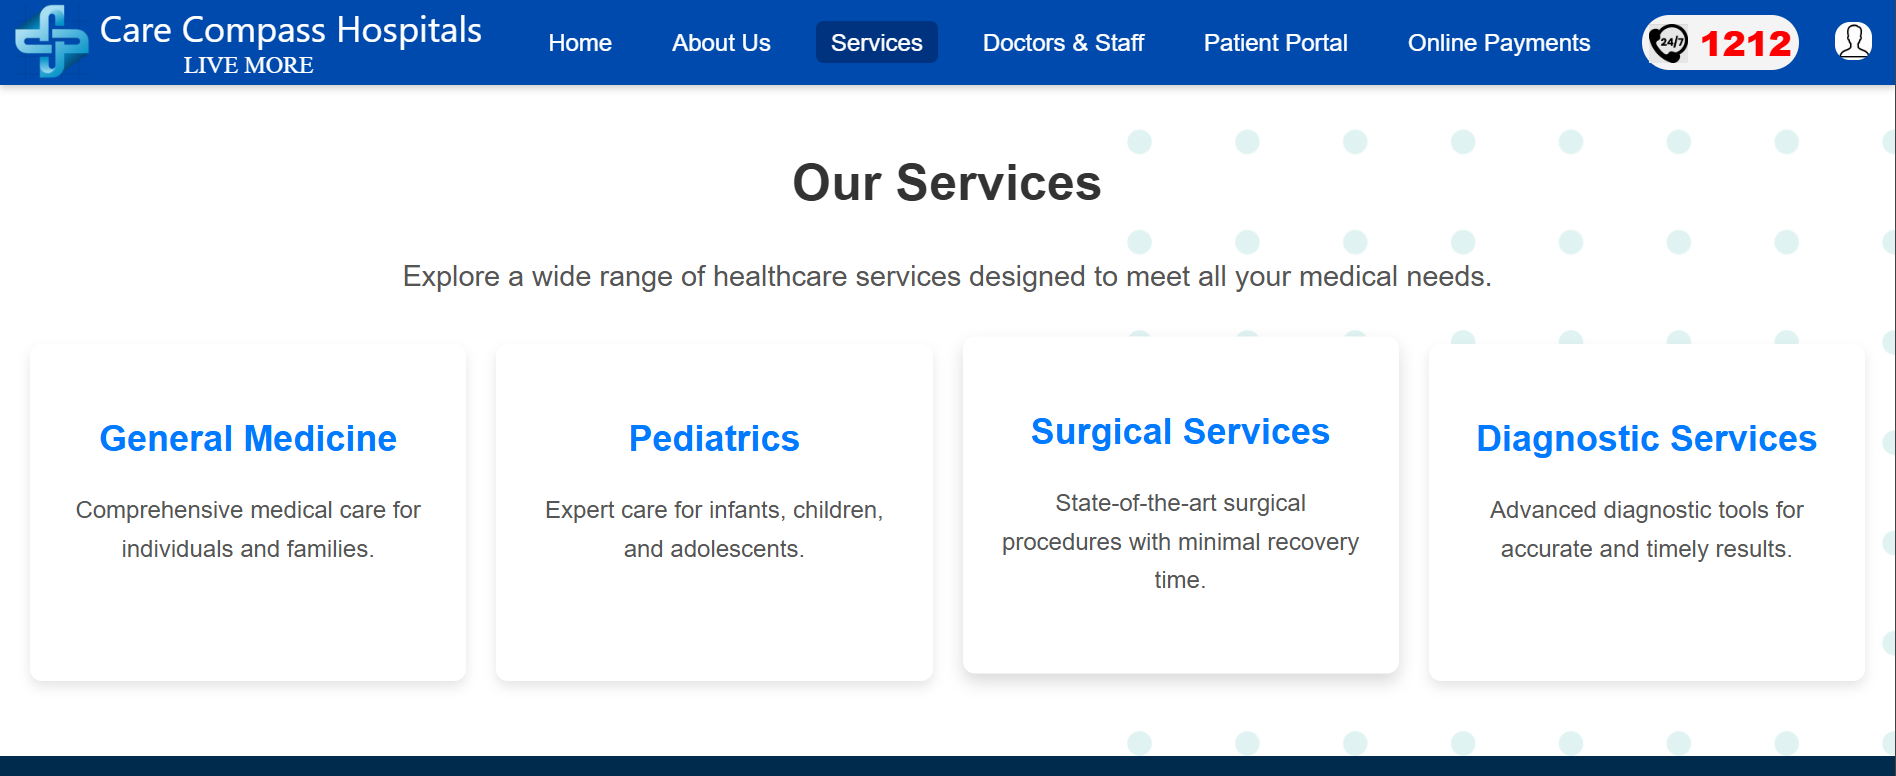 Care Compass Hospitals
LIVE MORE
Home
About Us
Services
Doctors & Staff
Patient Portal
Online Payments
24/7
1212
Our Services
Explore a wide range of healthcare services designed to meet all your medical needs.
General Medicine
Comprehensive medical care for
individuals and families.
Pediatrics
Expert care for infants, children,
and adolescents.
Surgical Services
State-of-the-art surgical
procedures with minimal recovery
time.
Diagnostic Services
Advanced diagnostic tools for
accurate and timely results.